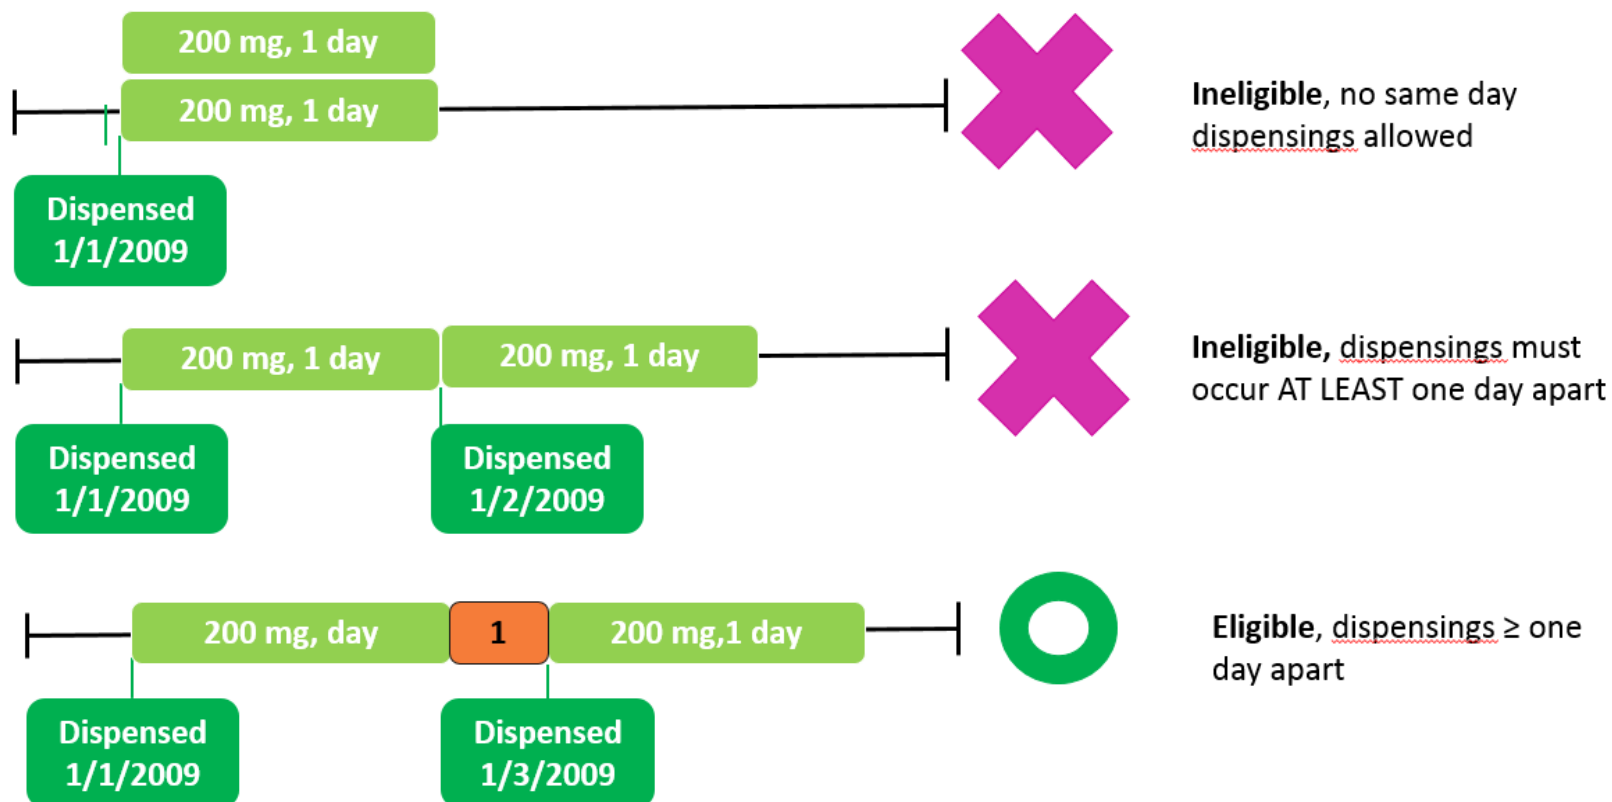 200 mg, 1 day
200 mg, 1 day
Ineligible, no same day
dispensings allowed
Dispensed
1/1/2009
200 mg, 1 day
200 mg, 1 day
Ineligible, dispensings must
occur AT LEAST one day apart
Dispensed
1/1/2009
Dispensed
1/2/2009
200 mg, day
1
200 mg,1 day
Eligible, dispensings ≥ one
day apart
Dispensed
1/1/2009
Dispensed
1/3/2009